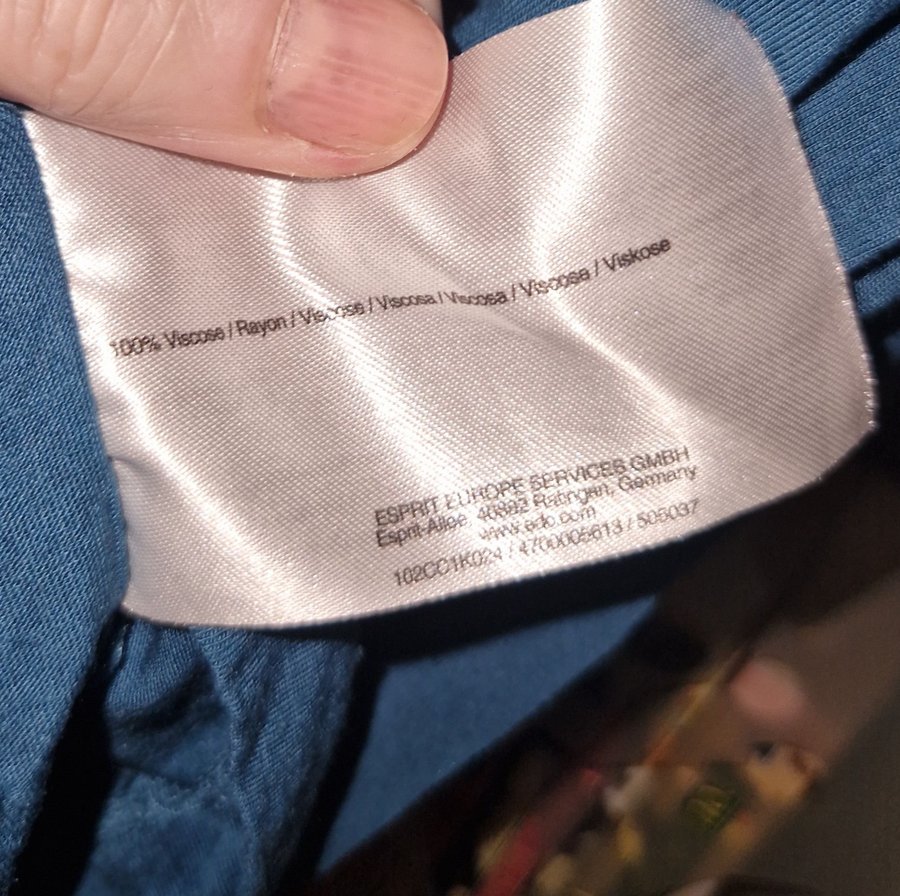 100% Viscose / Rayon / Viscose / Viscosa / Viscosa / Viscosa / Viskose
ESPRIT EUROPE SERVICES GMBH
Esprit-Allee, 40882 Ratingen, Germany
www.edc.com
102CC1K024 / 4700005613 / 505037